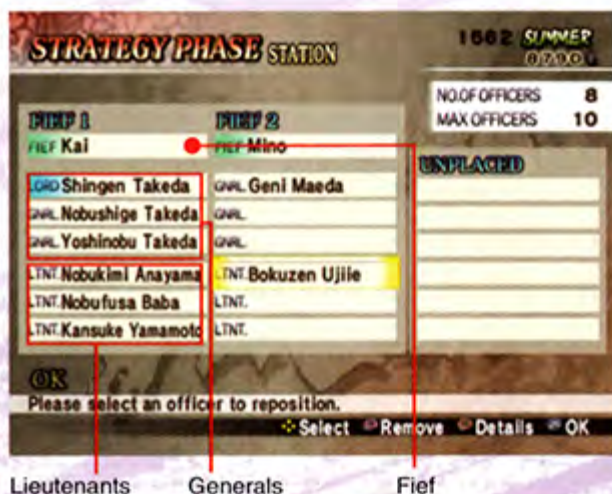 STRATEGY PHASE STATION
1562 SUMMER
0790
NO.OF OFFICERS 8
MAX OFFICERS 10
FIEF 1
FIEF Kai
LORD Shingen Takeda
GNRL. Nobushige Takeda
GNRL. Yoshinobu Takeda
LTNT. Nobukimi Anayama
LTNT. Nobufusa Baba
LTNT. Kansuke Yamamoto
FIEF 2
FIEF Mino
GNRL. Geni Maeda
GNRL.
GNRL.
LTNT. Bokuzen Ujiie
LTNT.
LTNT.
UNPLACED
OK
Please select an officer to reposition.
Select Remove Details OK
Lieutenants Generals Fief